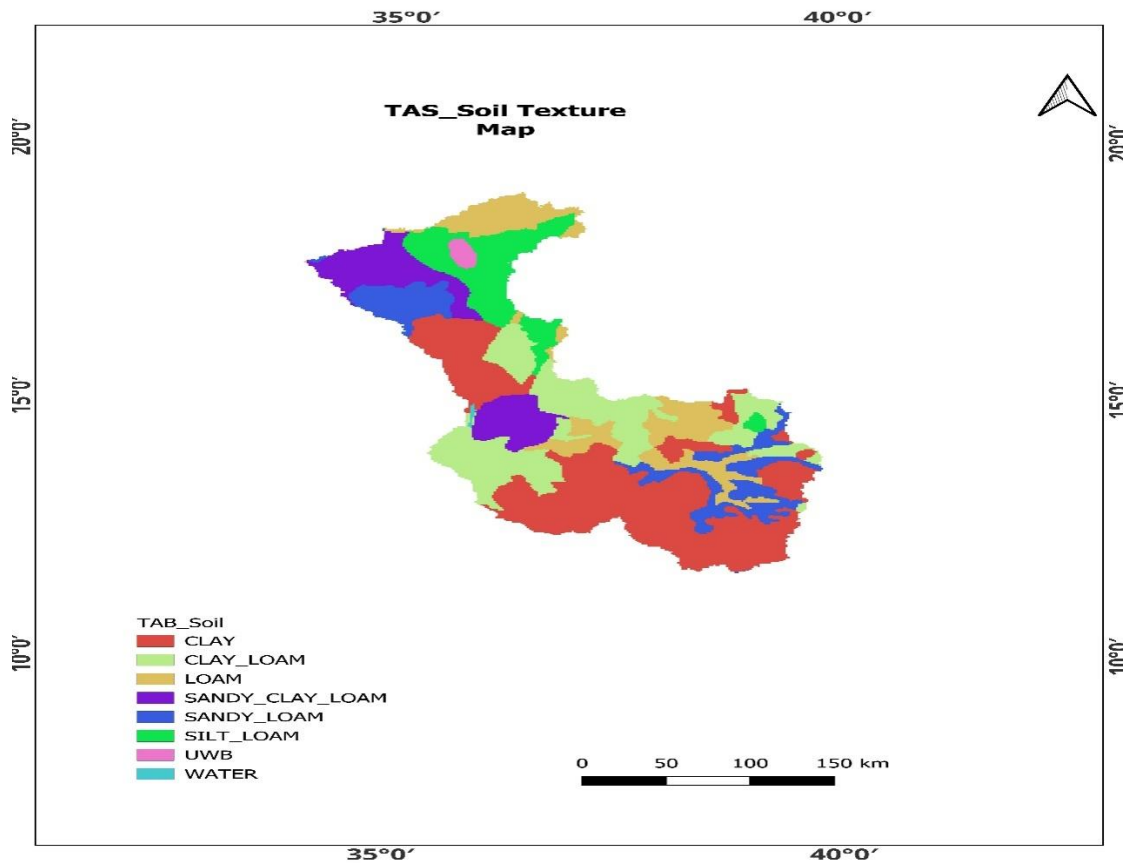 35°0′ 40°0′
TAS_Soil Texture
Map
20°0′ 20°0′
15°0′ 15°0′
10°0′ 10°0′
TAB_Soil
CLAY
CLAY_LOAM
LOAM
SANDY_CLAY_LOAM
SANDY_LOAM
SILT_LOAM
UWB
WATER
0 50 100 150 km
35°0′ 40°0′